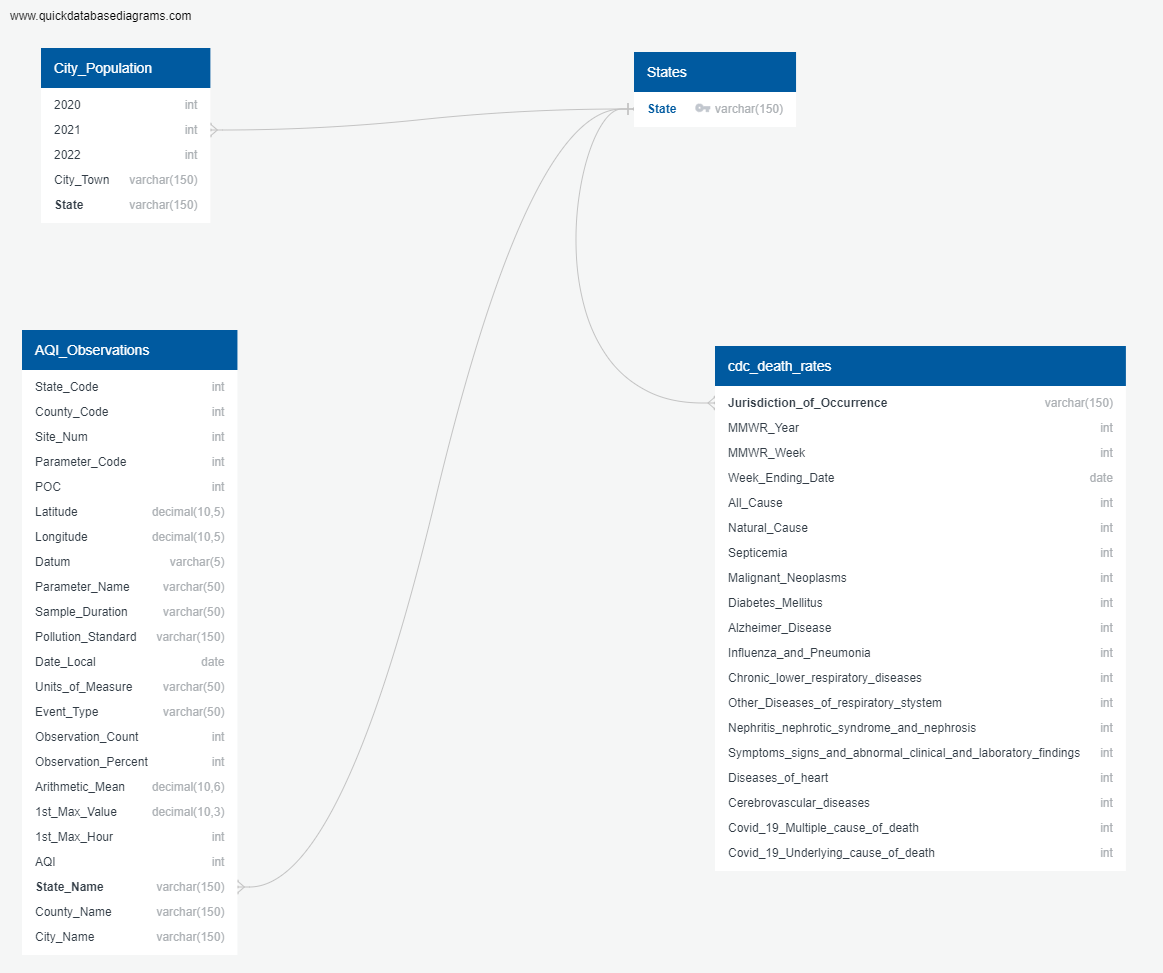 www.quickdatabasediagrams.com
City_Population
2020 int
2021 int
2022 int
City_Town varchar(150)
State varchar(150)
States
State varchar(150)
AQI_Observations
State_Code int
County_Code int
Site_Num int
Parameter_Code int
POC int
Latitude decimal(10,5)
Longitude decimal(10,5)
Datum varchar(5)
Parameter_Name varchar(50)
Sample_Duration varchar(50)
Pollution_Standard varchar(150)
Date_Local date
Units_of_Measure varchar(50)
Event_Type varchar(50)
Observation_Count int
Observation_Percent int
Arithmetic_Mean decimal(10,6)
1st_Max_Value decimal(10,3)
1st_Max_Hour int
AQI int
State_Name varchar(150)
County_Name varchar(150)
City_Name varchar(150)
cdc_death_rates
Jurisdiction_of_Occurrence varchar(150)
MMWR_Year int
MMWR_Week int
Week_Ending_Date date
All_Cause int
Natural_Cause int
Septicemia int
Malignant_Neoplasms int
Diabetes_Mellitus int
Alzheimer_Disease int
Influenza_and_Pneumonia int
Chronic_lower_respiratory_diseases int
Other_Diseases_of_respiratory_stystem int
Nephritis_nephrotic_syndrome_and_nephrosis int
Symptoms_signs_and_abnormal_clinical_and_laboratory_findings int
Diseases_of_heart int
Cerebrovascular_diseases int
Covid_19_Multiple_cause_of_death int
Covid_19_Underlying_cause_of_death int